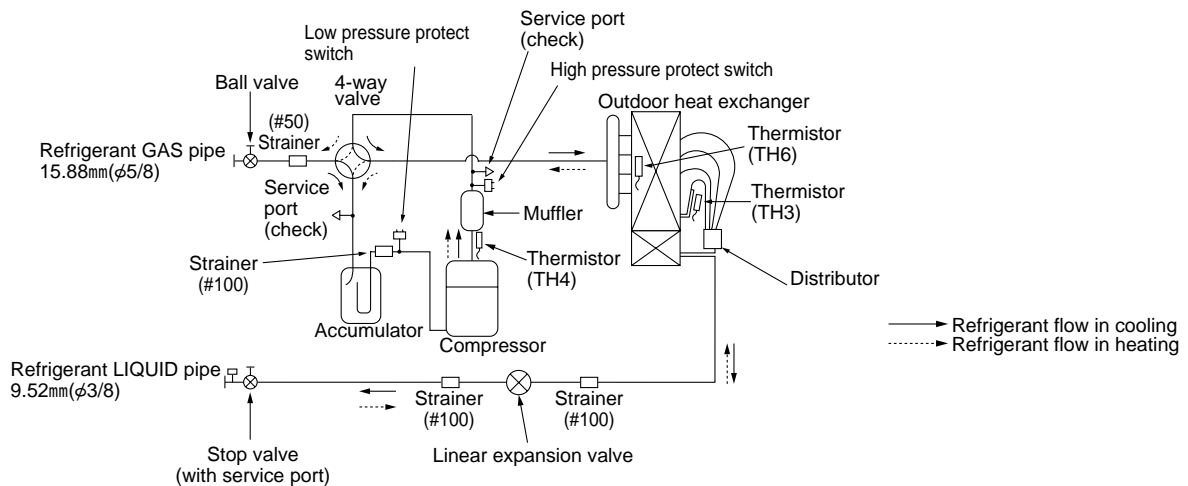 Service port
(check)
Low pressure protect
switch
High pressure protect switch
Ball valve
4-way
valve
Outdoor heat exchanger
(#50)
Strainer
Thermistor
(TH6)
Refrigerant GAS pipe
15.88㎜(ϕ5/8)
Service
port
(check)
Thermistor
(TH3)
Muffler
Strainer
(#100)
Thermistor
(TH4)
Distributor
Accumulator
Compressor
Refrigerant flow in cooling
Refrigerant flow in heating
Refrigerant LIQUID pipe
9.52㎜(ϕ3/8)
Strainer
(#100)
Strainer
(#100)
Stop valve
(with service port)
Linear expansion valve